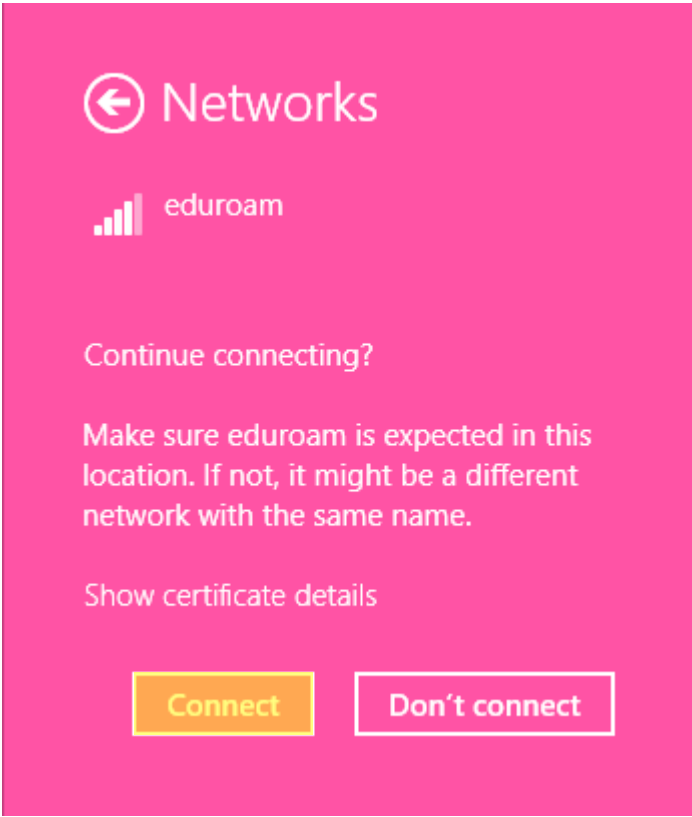 Networks
eduroam
Continue connecting?
Make sure eduroam is expected in this
location. If not, it might be a different
network with the same name.
Show certificate details
Connect
Don't connect